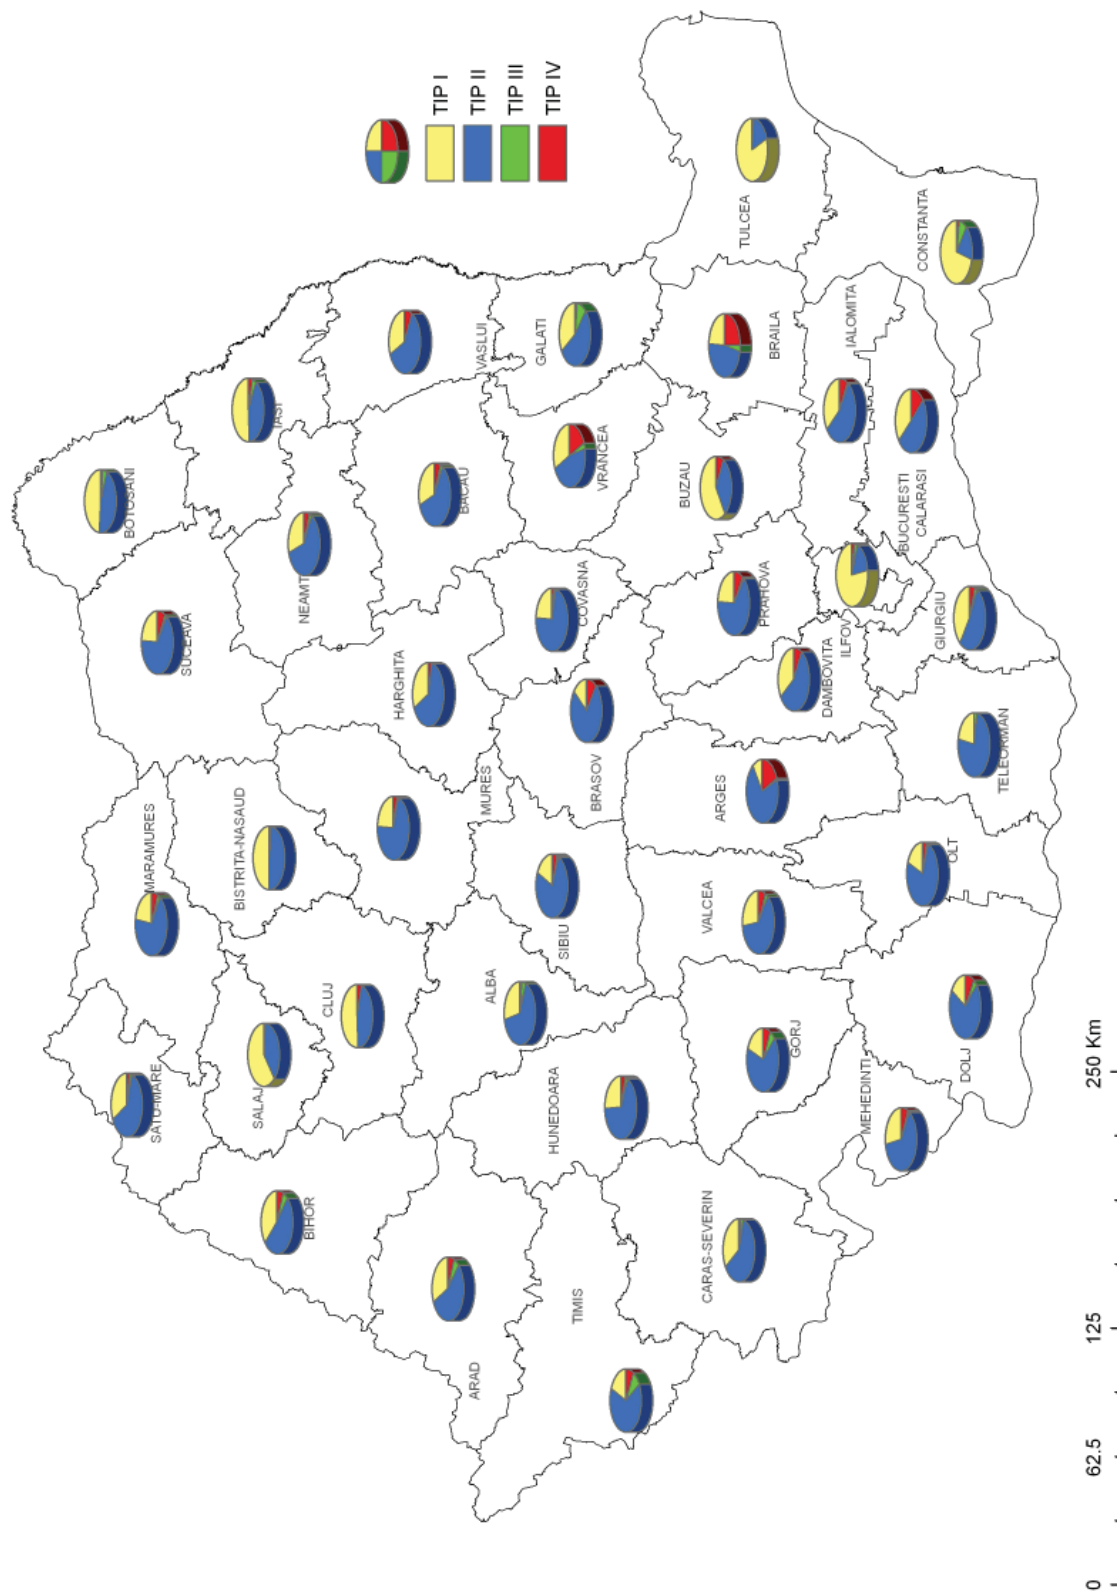 TIP I
TIP II
TIP III
TIP IV
BOTOSANI
SUCEAVA
IASI
MARAMURES
SATU-MARE
BISTRITA-NASAUD
SALAJ
NEAMT
BIHOR
CLUJ
VASLUI
BACAU
HARGHITA
MURES
ARAD
ALBA
GALATI
VRANCEA
COVASNA
BRASOV
SIBIU
HUNEDOARA
TIMIS
TULCEA
BRAILA
BUZAU
PRAHOVA
ARGES
VALCEA
GORJ
CARAS-SEVERIN
DAMBOVITA
ILFOV
IALOMITA
CONSTANTA
BUCURESTI
CALARASI
GIURGIU
TELEORMAN
OLT
DOLJ
MEHEDINTI
0 62.5 125 250 Km